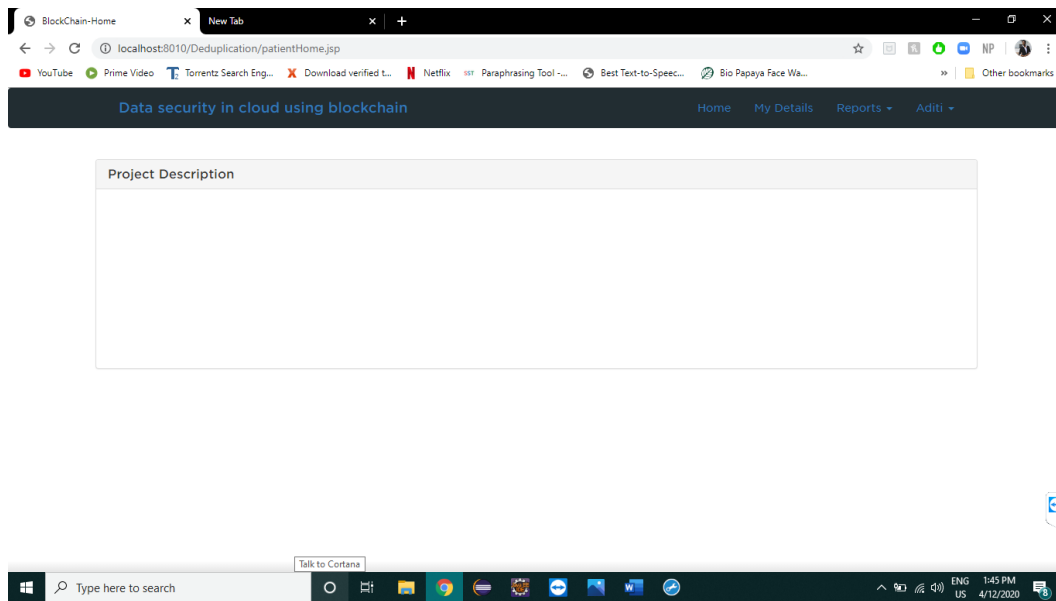 BlockChain-Home
New Tab
localhost:8010/Deduplication/patientHome.jsp
NP
YouTube Prime Video Torrentz Search Eng... Download verified t... Netflix SST Paraphrasing Tool -... Best Text-to-Speec... Bio Papaya Face Wa... » Other bookmarks
Data security in cloud using blockchain Home My Details Reports Aditi
Project Description
Talk to Cortana
Type here to search
ENG 1:45 PM
US 4/12/2020
8